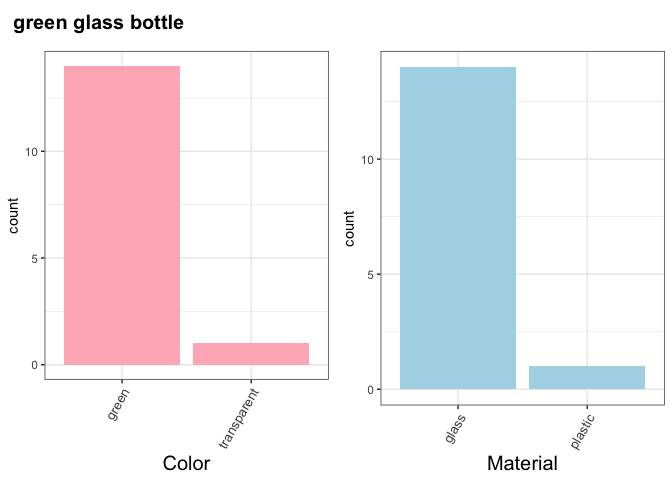 green glass bottle
count
10
5
0
green
transparent
Color
count
10
5
0
glass
plastic
Material